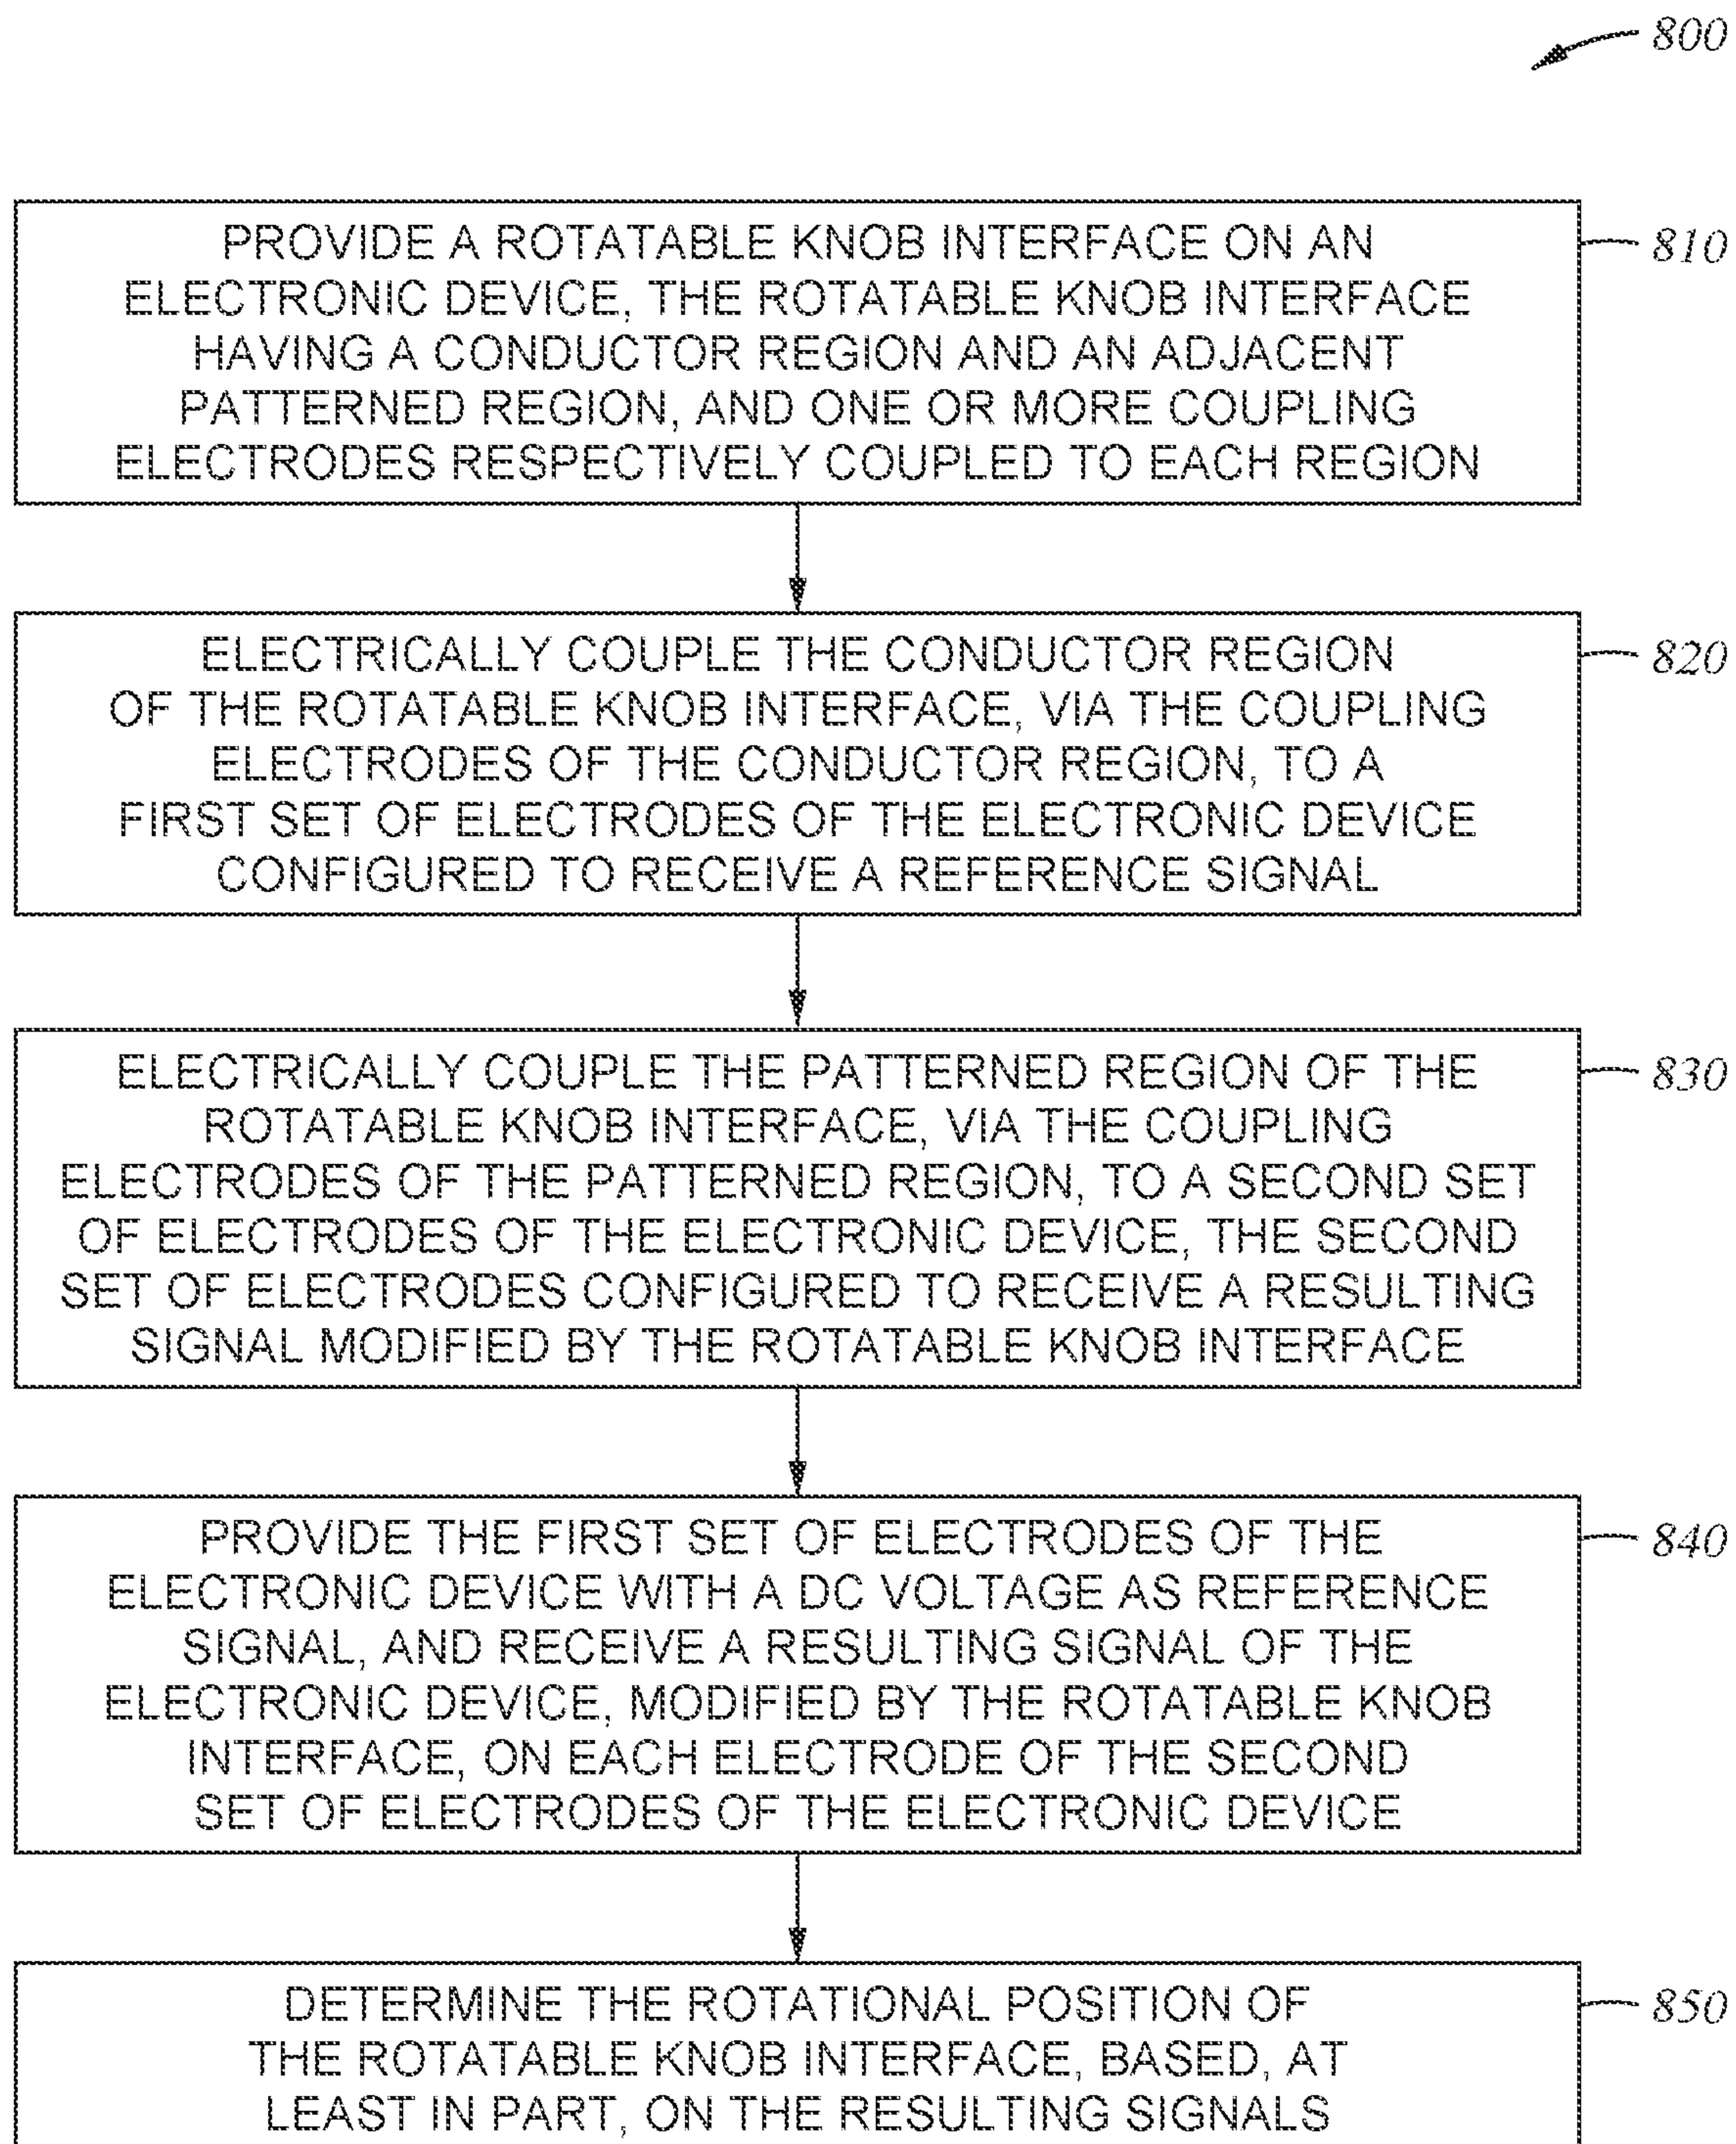 800
PROVIDE A ROTATABLE KNOB INTERFACE ON AN
ELECTRONIC DEVICE, THE ROTATABLE KNOB INTERFACE
HAVING A CONDUCTOR REGION AND AN ADJACENT
PATTERNED REGION, AND ONE OR MORE COUPLING
ELECTRODES RESPECTIVELY COUPLED TO EACH REGION
810
ELECTRICALLY COUPLE THE CONDUCTOR REGION
OF THE ROTATABLE KNOB INTERFACE, VIA THE COUPLING
ELECTRODES OF THE CONDUCTOR REGION, TO A
FIRST SET OF ELECTRODES OF THE ELECTRONIC DEVICE
CONFIGURED TO RECEIVE A REFERENCE SIGNAL
820
ELECTRICALLY COUPLE THE PATTERNED REGION OF THE
ROTATABLE KNOB INTERFACE, VIA THE COUPLING
ELECTRODES OF THE PATTERNED REGION, TO A SECOND SET
OF ELECTRODES OF THE ELECTRONIC DEVICE, THE SECOND
SET OF ELECTRODES CONFIGURED TO RECEIVE A RESULTING
SIGNAL MODIFIED BY THE ROTATABLE KNOB INTERFACE
830
PROVIDE THE FIRST SET OF ELECTRODES OF THE
ELECTRONIC DEVICE WITH A DC VOLTAGE AS REFERENCE
SIGNAL, AND RECEIVE A RESULTING SIGNAL OF THE
ELECTRONIC DEVICE, MODIFIED BY THE ROTATABLE KNOB
INTERFACE, ON EACH ELECTRODE OF THE SECOND
SET OF ELECTRODES OF THE ELECTRONIC DEVICE
840
DETERMINE THE ROTATIONAL POSITION OF
THE ROTATABLE KNOB INTERFACE, BASED, AT
LEAST IN PART, ON THE RESULTING SIGNALS
850